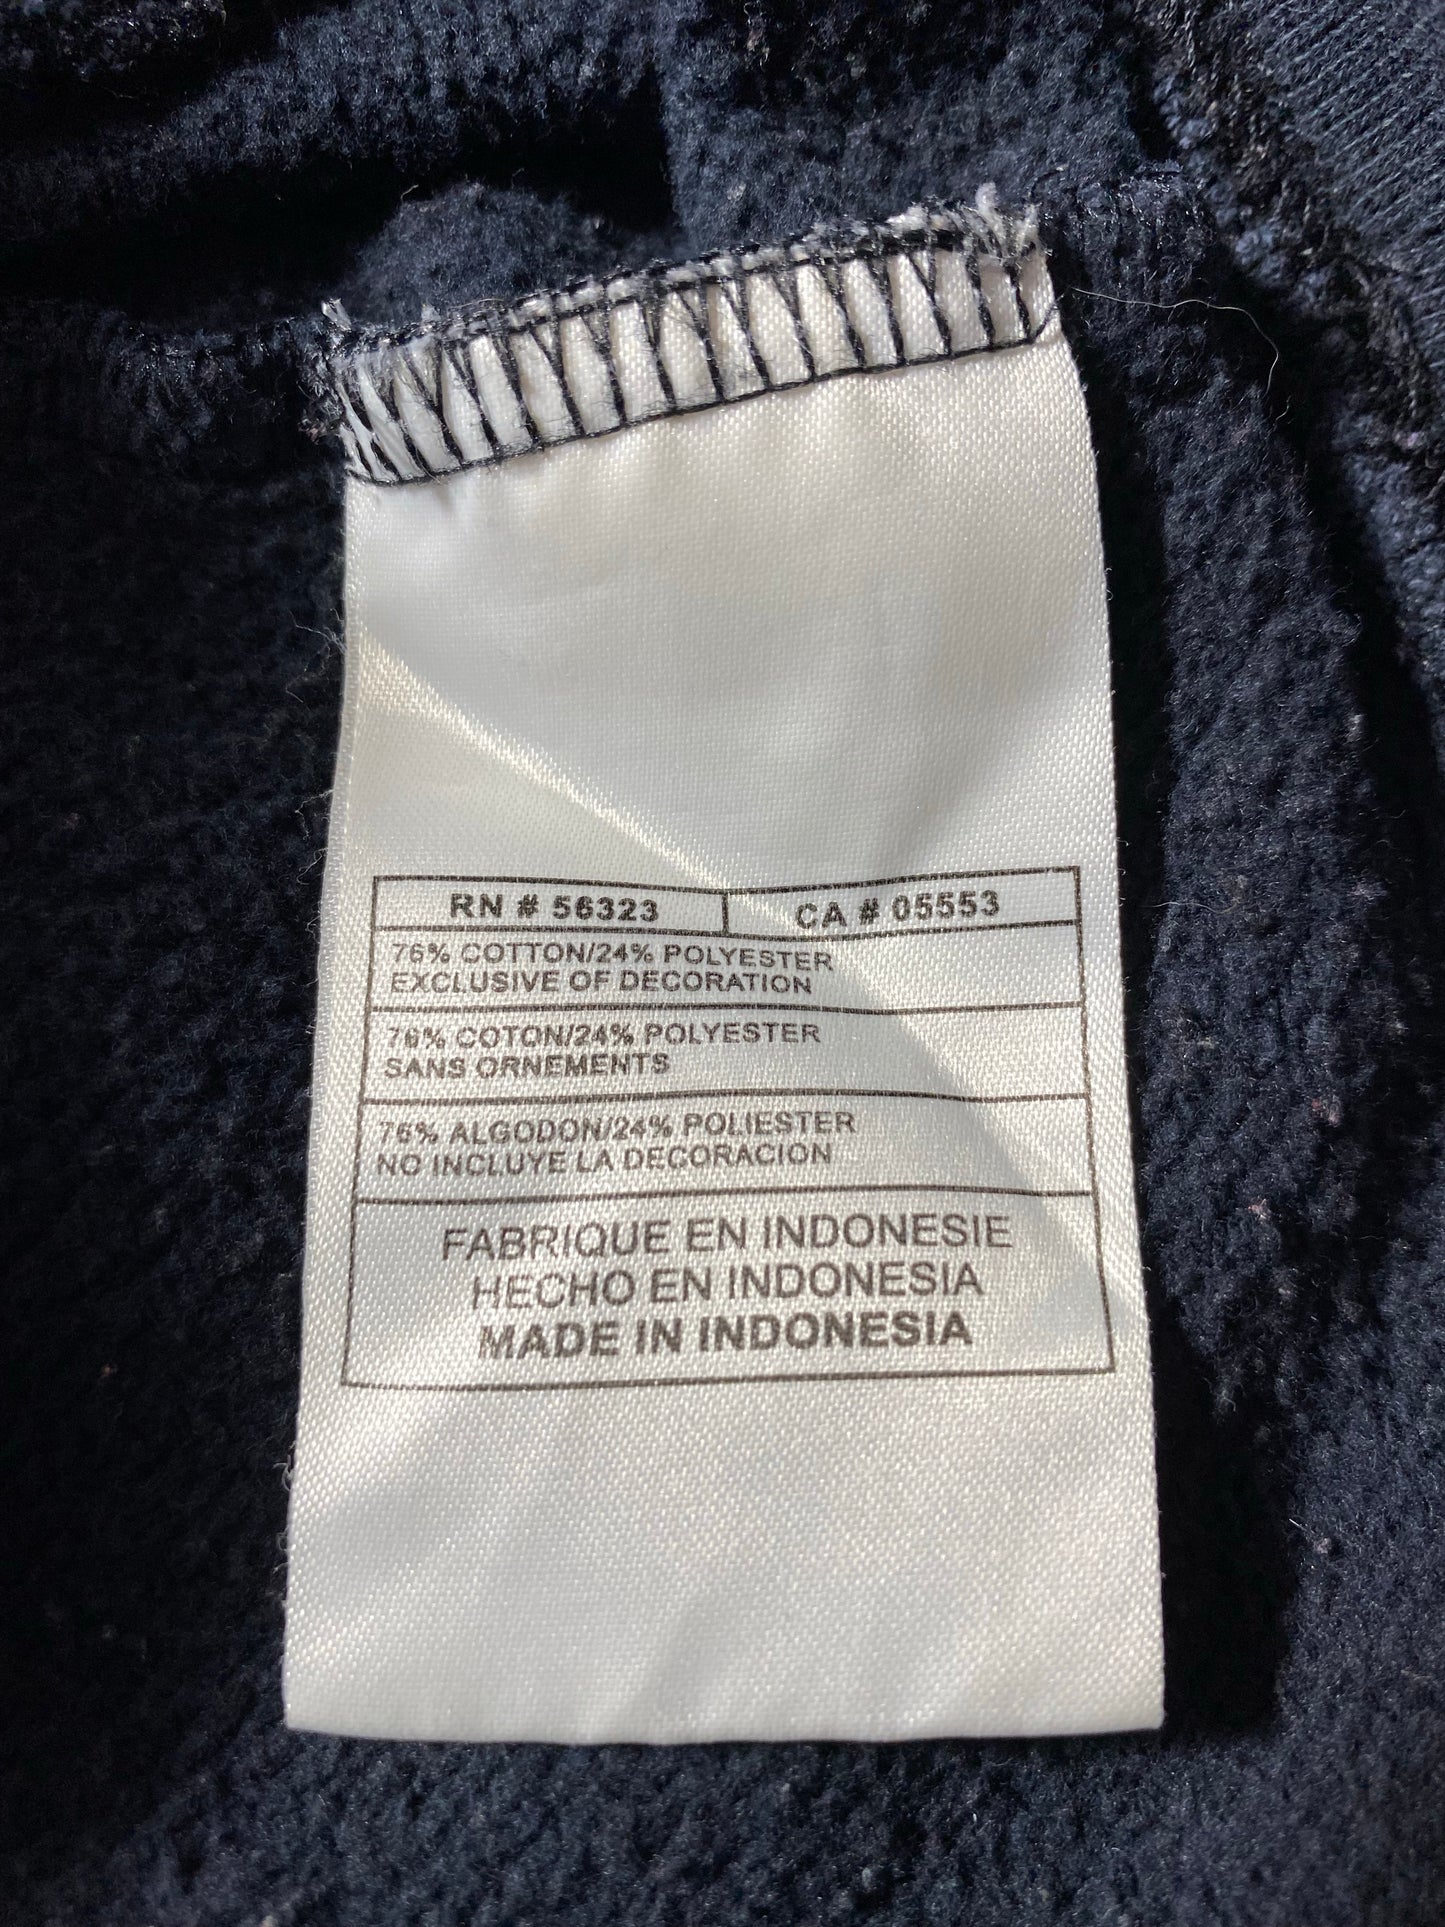 RN # 56323 CA # 05553
76% COTTON/24% POLYESTER
EXCLUSIVE OF DECORATION
76% COTON/24% POLYESTER
SANS ORNEMENTS
76% ALGODON/24% POLIESTER
NO INCLUYE LA DECORACION
FABRIQUE EN INDONESIE
HECHO EN INDONESIA
MADE IN INDONESIA